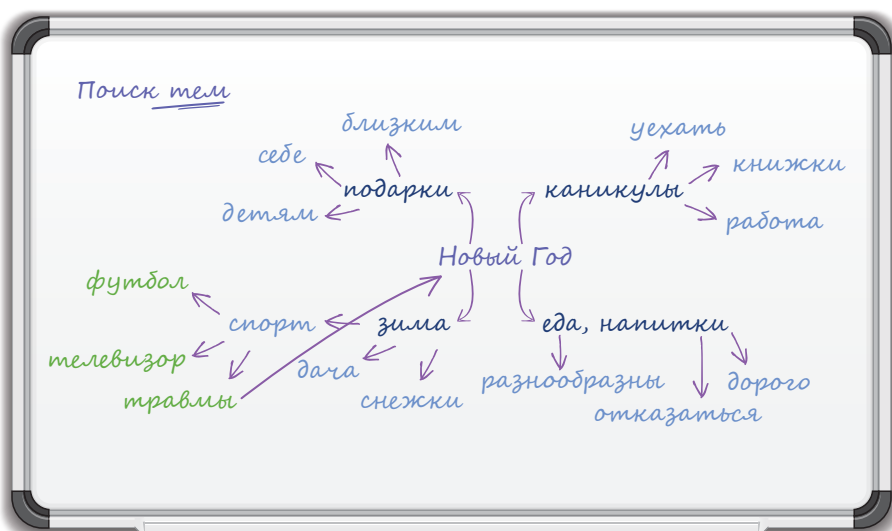 Поиск тем
близким
себе
подарки
детям
уехать
каникулы
книжки
работа
Новый Год
футбол
спорт
зима
телевизор
травмы
дача
снежки
еда, напитки
разнообразны
дорого
отказаться